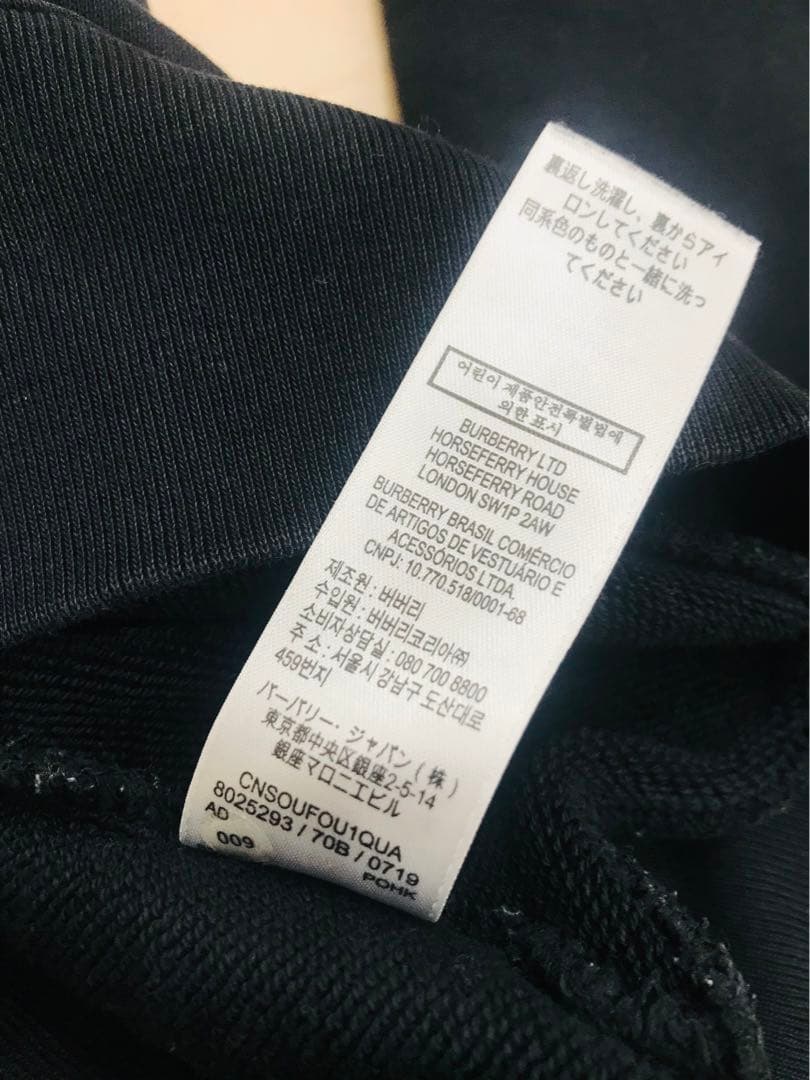 裏返し洗濯し、裏からアイ
ロンしてください
同系色のものと一緒に洗っ
てください
어린이제품안전특별법에
의한 표시
BURBERRY LTD
HORSEFERRY HOUSE
HORSEFERRY ROAD
LONDON SW1P 2AW
BURBERRY BRASIL COMÉRCIO
DE ARTIGOS DE VESTUÁRIO E
ACESSÓRIOS LTDA.
CNPJ: 10.770.518/0001-68
제조원 : 버버리
수입원 : 버버리코리아㈜
소비자상담실 : 080 700 8800
주 소 : 서울시 강남구 도산대로
459번지
バーバリー・ジャパン（株）
東京都中央区銀座2-5-14
銀座マロニエビル
CNSOUFOU1QUA
8025293 / 70B / 0719
AD
009
POHK